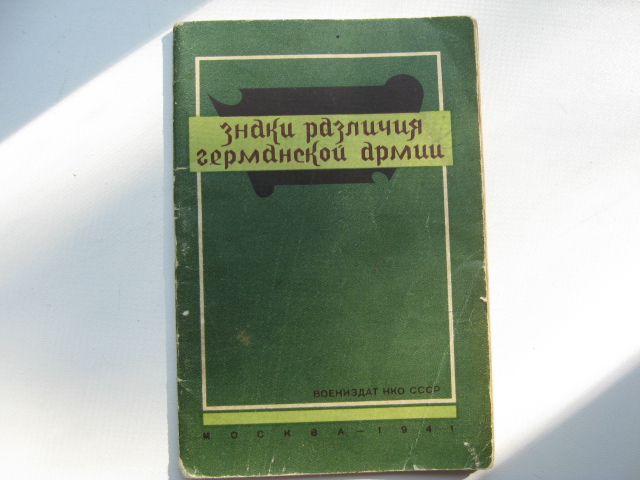 знаки различия
германской армии
ВОЕНИЗДАТ НКО СССР
МОСКВА–1941